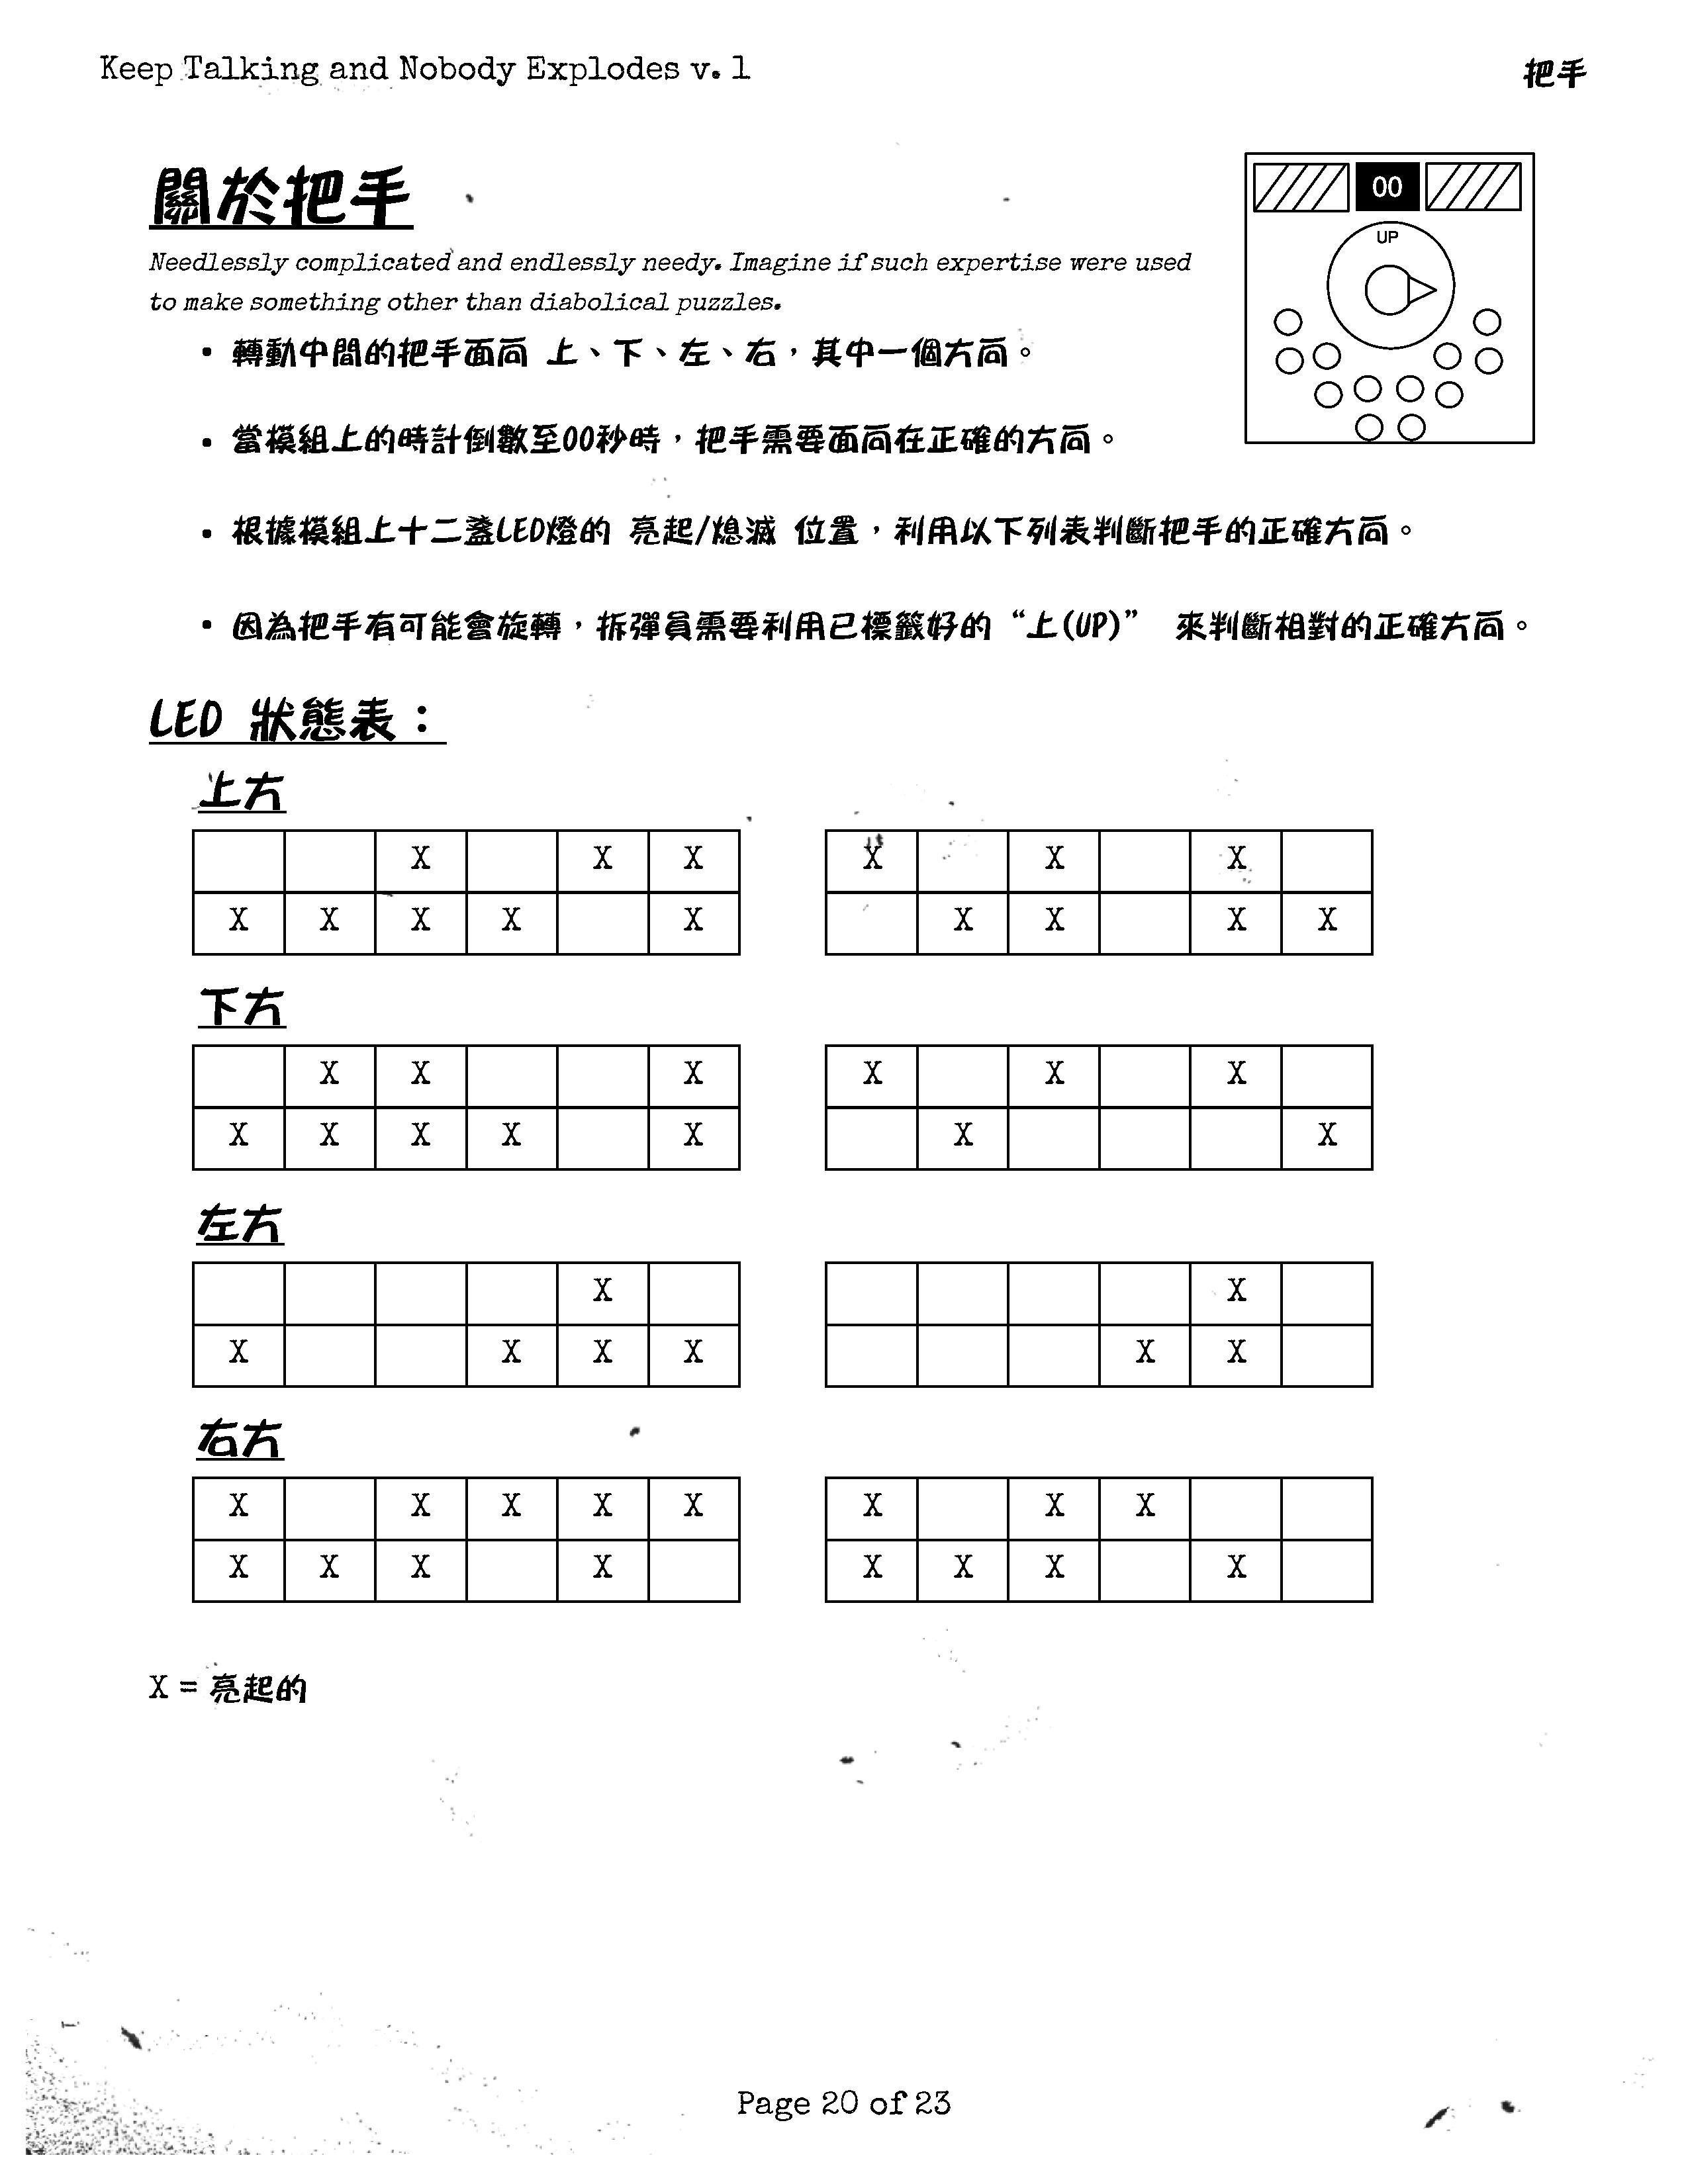 Keep Talking and Nobody Explodes v. 1
把手
關於把手
00
UP
Needlessly complicated and endlessly needy. Imagine if such expertise were used
to make something other than diabolical puzzles.
• 轉動中間的把手面向 上、下、左、右，其中一個方向。
• 當模組上的時計倒數至00秒時，把手需要面向在正確的方向。
• 根據模組上十二盞LED燈的 亮起/熄滅 位置，利用以下列表判斷把手的正確方向。
• 因為把手有可能會旋轉，拆彈員需要利用已標籤好的“上(UP)” 來判斷相對的正確方向。
LED 狀態表：
上方
X X X X X X
X X X X X X X X X
下方
X X X X X X
X X X X X X X
左方
X X
X X X X X X
右方
X X X X X X X X
X X X X X X X X
X = 亮起的
Page 20 of 23